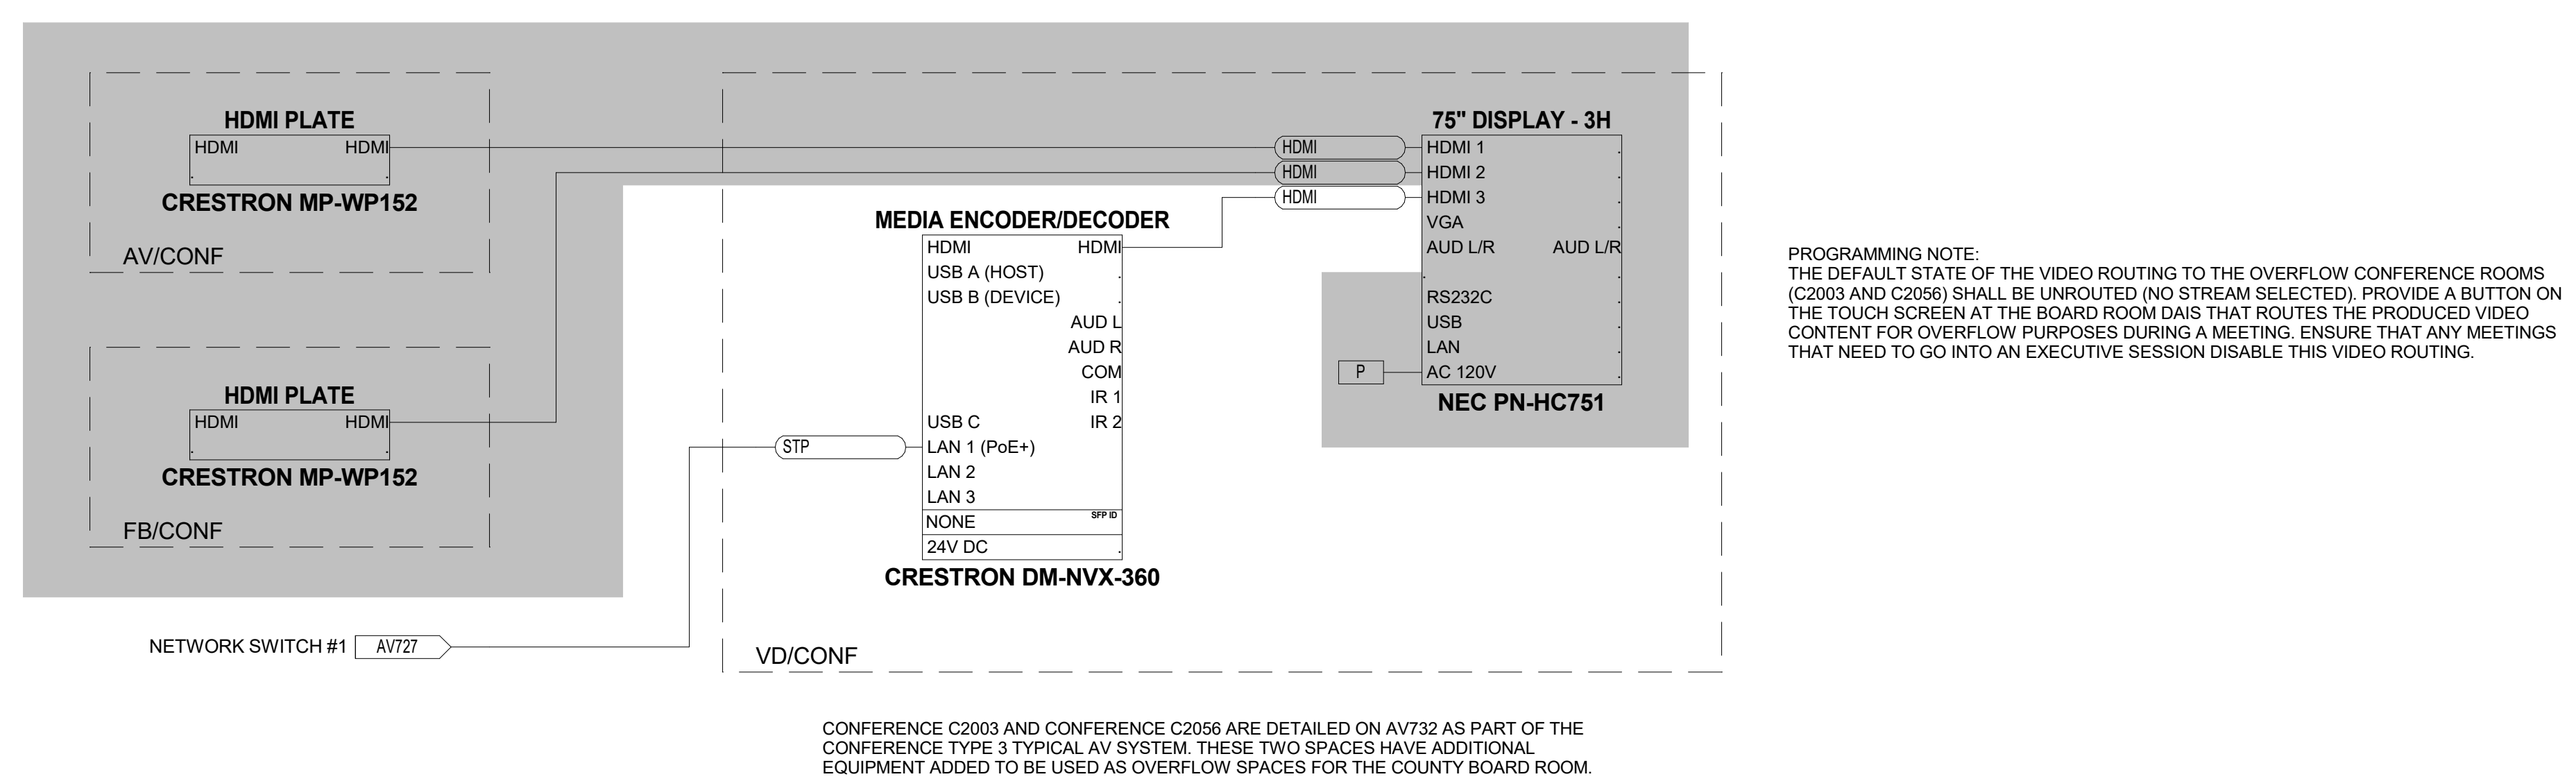 HDMI PLATE
HDMI HDMI
CRESTRON MP-WP152
AV/CONF
HDMI PLATE
HDMI HDMI
CRESTRON MP-WP152
FB/CONF
NETWORK SWITCH #1 AV727
STP
MEDIA ENCODER/DECODER
HDMI HDMI
USB A (HOST)
USB B (DEVICE)
AUD L
AUD R
COM
IR 1
USB C IR 2
LAN 1 (PoE+)
LAN 2
LAN 3
NONE SFP ID
24V DC
CRESTRON DM-NVX-360
VD/CONF
75" DISPLAY - 3H
HDMI HDMI 1
HDMI HDMI 2
HDMI HDMI 3
VGA
AUD L/R AUD L/R
RS232C
USB
LAN
P AC 120V
NEC PN-HC751
PROGRAMMING NOTE:
THE DEFAULT STATE OF THE VIDEO ROUTING TO THE OVERFLOW CONFERENCE ROOMS
(C2003 AND C2056) SHALL BE UNROUTED (NO STREAM SELECTED). PROVIDE A BUTTON ON
THE TOUCH SCREEN AT THE BOARD ROOM DAIS THAT ROUTES THE PRODUCED VIDEO
CONTENT FOR OVERFLOW PURPOSES DURING A MEETING. ENSURE THAT ANY MEETINGS
THAT NEED TO GO INTO AN EXECUTIVE SESSION DISABLE THIS VIDEO ROUTING.
CONFERENCE C2003 AND CONFERENCE C2056 ARE DETAILED ON AV732 AS PART OF THE
CONFERENCE TYPE 3 TYPICAL AV SYSTEM. THESE TWO SPACES HAVE ADDITIONAL
EQUIPMENT ADDED TO BE USED AS OVERFLOW SPACES FOR THE COUNTY BOARD ROOM.